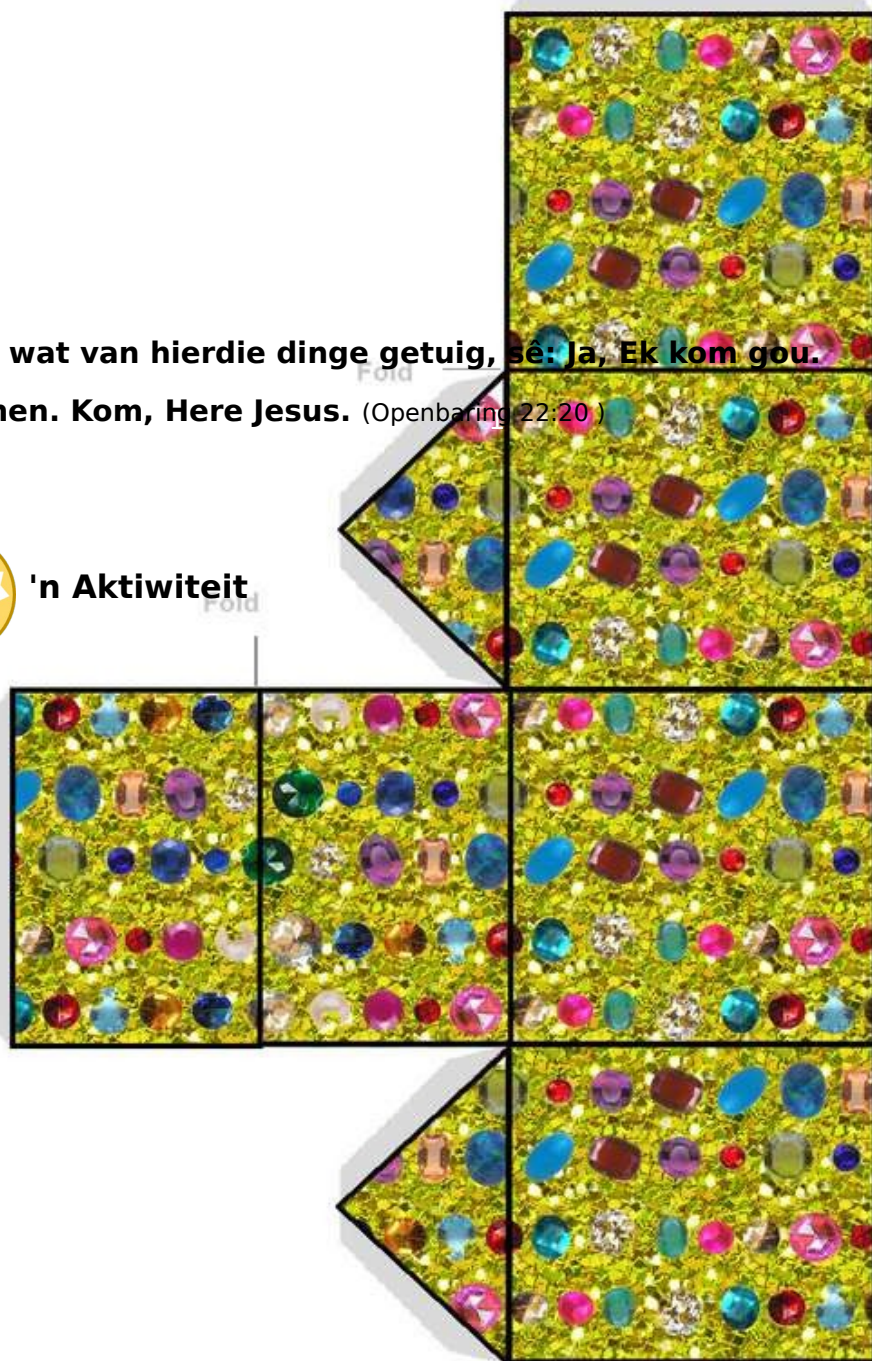 wat van hierdie dinge getuig, sê: Ja, Ek kom gou.
Fold
Kom, Here Jesus. (Openbaring 22:20 )
'n Aktiwiteit
Fold